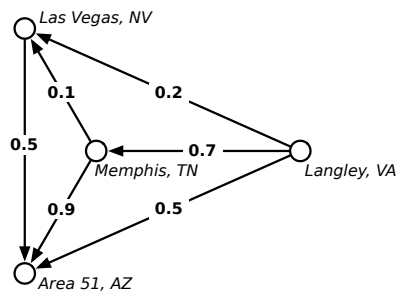 Las Vegas, NV
0.1
0.2
0.5
0.7
Memphis, TN
Langley, VA
0.9
0.5
Area 51, AZ